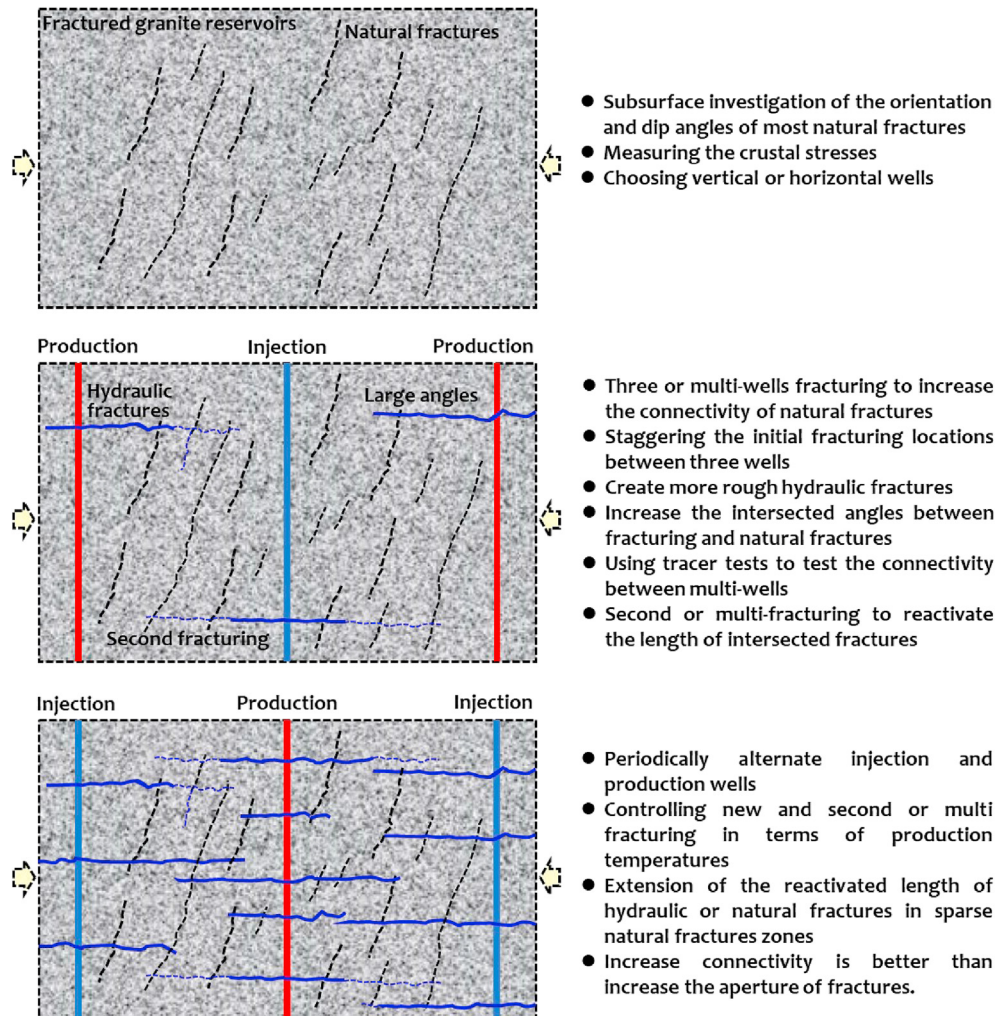 Fractured granite reservoirs
Natural fractures
● Subsurface investigation of the orientation
and dip angles of most natural fractures
● Measuring the crustal stresses
● Choosing vertical or horizontal wells
Production
Injection
Production
Hydraulic
fractures
Large angles
Second fracturing
● Three or multi-wells fracturing to increase
the connectivity of natural fractures
● Staggering the initial fracturing locations
between three wells
● Create more rough hydraulic fractures
● Increase the intersected angles between
fracturing and natural fractures
● Using tracer tests to test the connectivity
between multi-wells
● Second or multi-fracturing to reactivate
the length of intersected fractures
Injection
Production
Injection
● Periodically alternate injection and
production wells
● Controlling new and second or multi
fracturing in terms of production
temperatures
● Extension of the reactivated length of
hydraulic or natural fractures in sparse
natural fractures zones
● Increase connectivity is better than
increase the aperture of fractures.